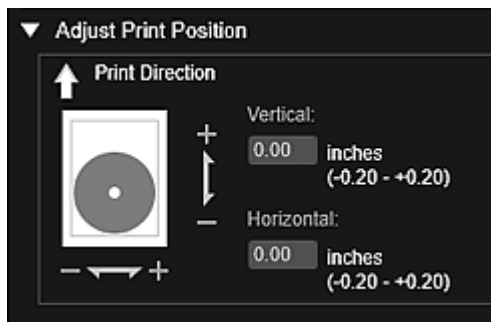 Adjust Print Position
Print Direction
Vertical:
0.00 inches
(-0.20 - +0.20)
Horizontal:
0.00 inches
(-0.20 - +0.20)